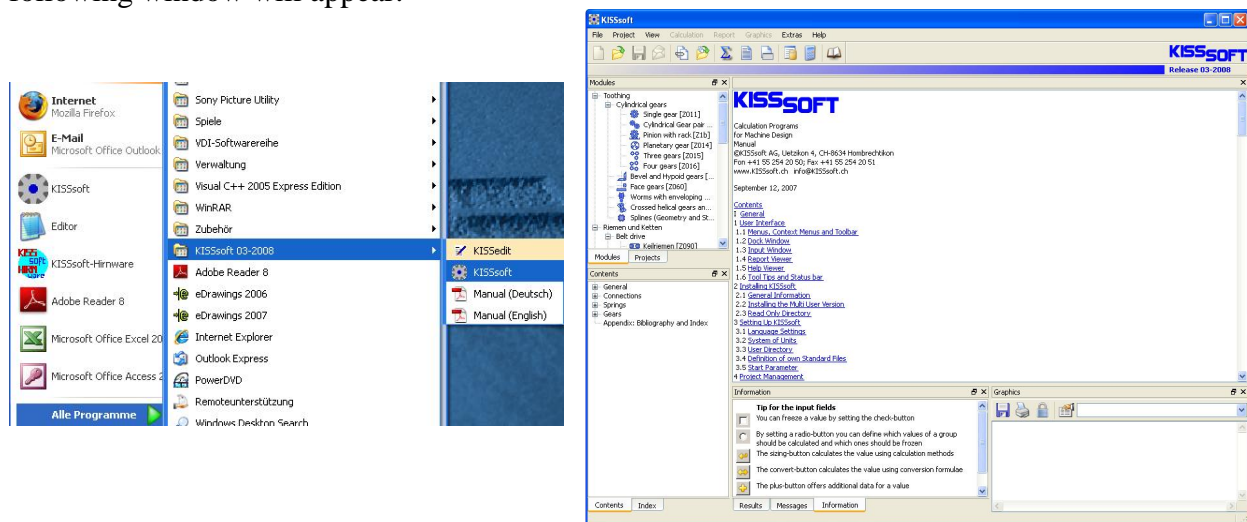 following window will appear.
Internet
Mozilla Firefox
E-Mail
Microsoft Office Outlook
KISSsoft
Editor
KISSsoft-Hirnware
Adobe Reader 8
Microsoft Office Excel 20
Microsoft Office Access 2
Alle Programme
Sony Picture Utility
Spiele
VDI-Softwarereihe
Verwaltung
Visual C++ 2005 Express Edition
WinRAR
Zubehör
KISSsoft 03-2008
Adobe Reader 8
eDrawings 2006
eDrawings 2007
Internet Explorer
Outlook Express
PowerDVD
Remoteunterstützung
Windows Desktop Search
KISSedit
KISSsoft
Manual (Deutsch)
Manual (English)
KISSsoft
File Project View Calculation Report Graphics Extras Help
KISSSOFT
Release 03-2008
Modules
Toothing
Cylindrical gears
Single gear [Z011]
Cylindrical Gear pair ...
Pinion with rack [Z1b]
Planetary gear [Z014]
Three gears [Z015]
Four gears [Z016]
Bevel and Hypoid gears [...
Face gears [Z060]
Worms with enveloping ...
Crossed helical gears an...
Splines (Geometry and St...
Riemen und Ketten
Belt drive
Keilriemen [Z090]
Modules Projects
Contents
General
Connections
Springs
Gears
Appendix: Bibliography and Index
Contents Index
KISSSOFT
Calculation Programs
for Machine Design
Manual
©KISSsoft AG, Uetzikon 4, CH-8634 Hombrechtikon
Fon +41 55 254 20 50; Fax +41 55 254 20 51
www.KISSsoft.ch info@KISSsoft.ch
September 12, 2007
Contents
I General
1 User Interface
1.1 Menus, Context Menus and Toolbar
1.2 Dock Window
1.3 Input Window
1.4 Report Viewer
1.5 Help Viewer
1.6 Tool Tips and Status bar
2 Installing KISSsoft
2.1 General Information
2.2 Installing the Multi User Version
2.3 Read Only Directory
3 Setting Up KISSsoft
3.1 Language Settings
3.2 System of Units
3.3 User Directory
3.4 Definition of own Standard Files
3.5 Start Parameter
4 Project Management
Information
Tip for the input fields
You can freeze a value by setting the check-button
By setting a radio-button you can define which values of a group
should be calculated and which ones should be frozen
The sizing-button calculates the value using calculation methods
The convert-button calculates the value using conversion formulae
The plus-button offers additional data for a value
Results Messages Information
Graphics